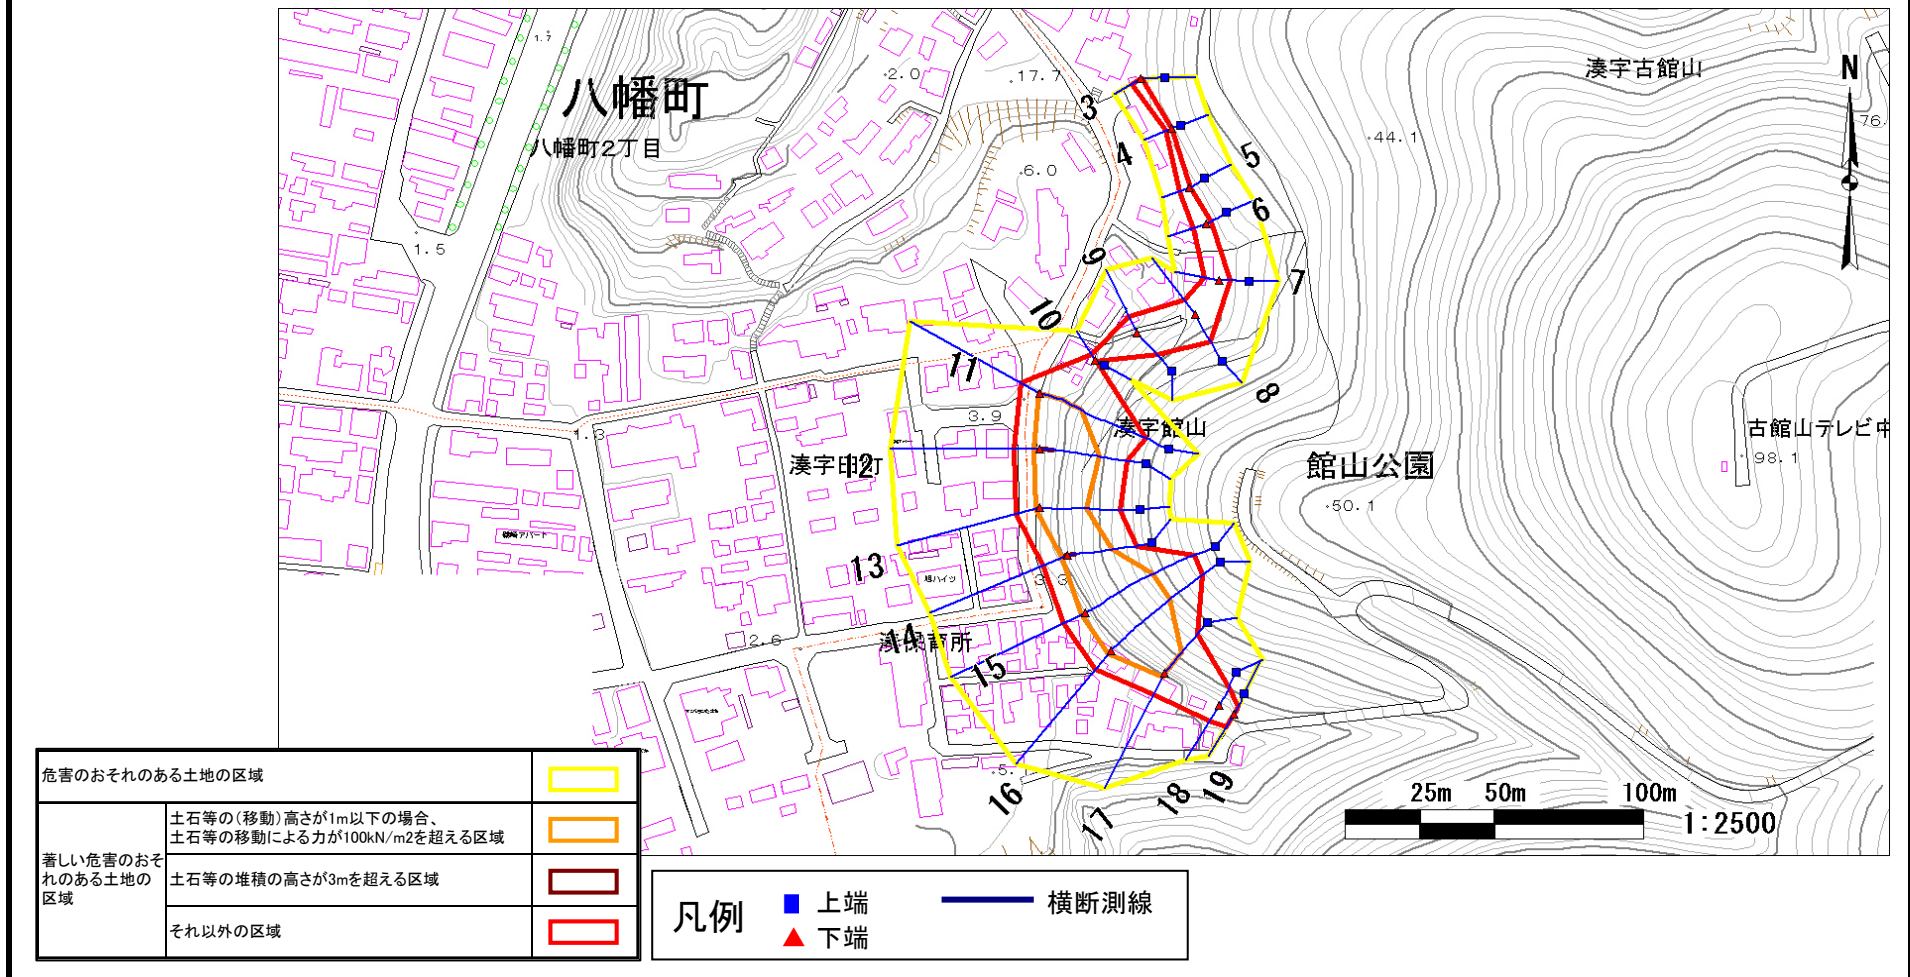 1.7
八幡町
八幡町2丁目
2.0
17.7
湊字古館山
N
76.
44.1
3
4
5
6
6.0
1.5
9
7
10
11
8
3.9
1.3
湊字館山
古館山テレビ中
98.1
12
館山公園
50.1
13
旭ハイツ
3.3
14
2.6
15
16
5.
17
18
19
25m 50m 100m
1:2500
危害のおそれのある土地の区域
著しい危害のおそ
れのある土地の
区域
土石等の(移動)高さが1m以下の場合、
土石等の移動による力が100kN/m2を超える区域
土石等の堆積の高さが3mを超える区域
それ以外の区域
凡例
上端
下端
横断測線